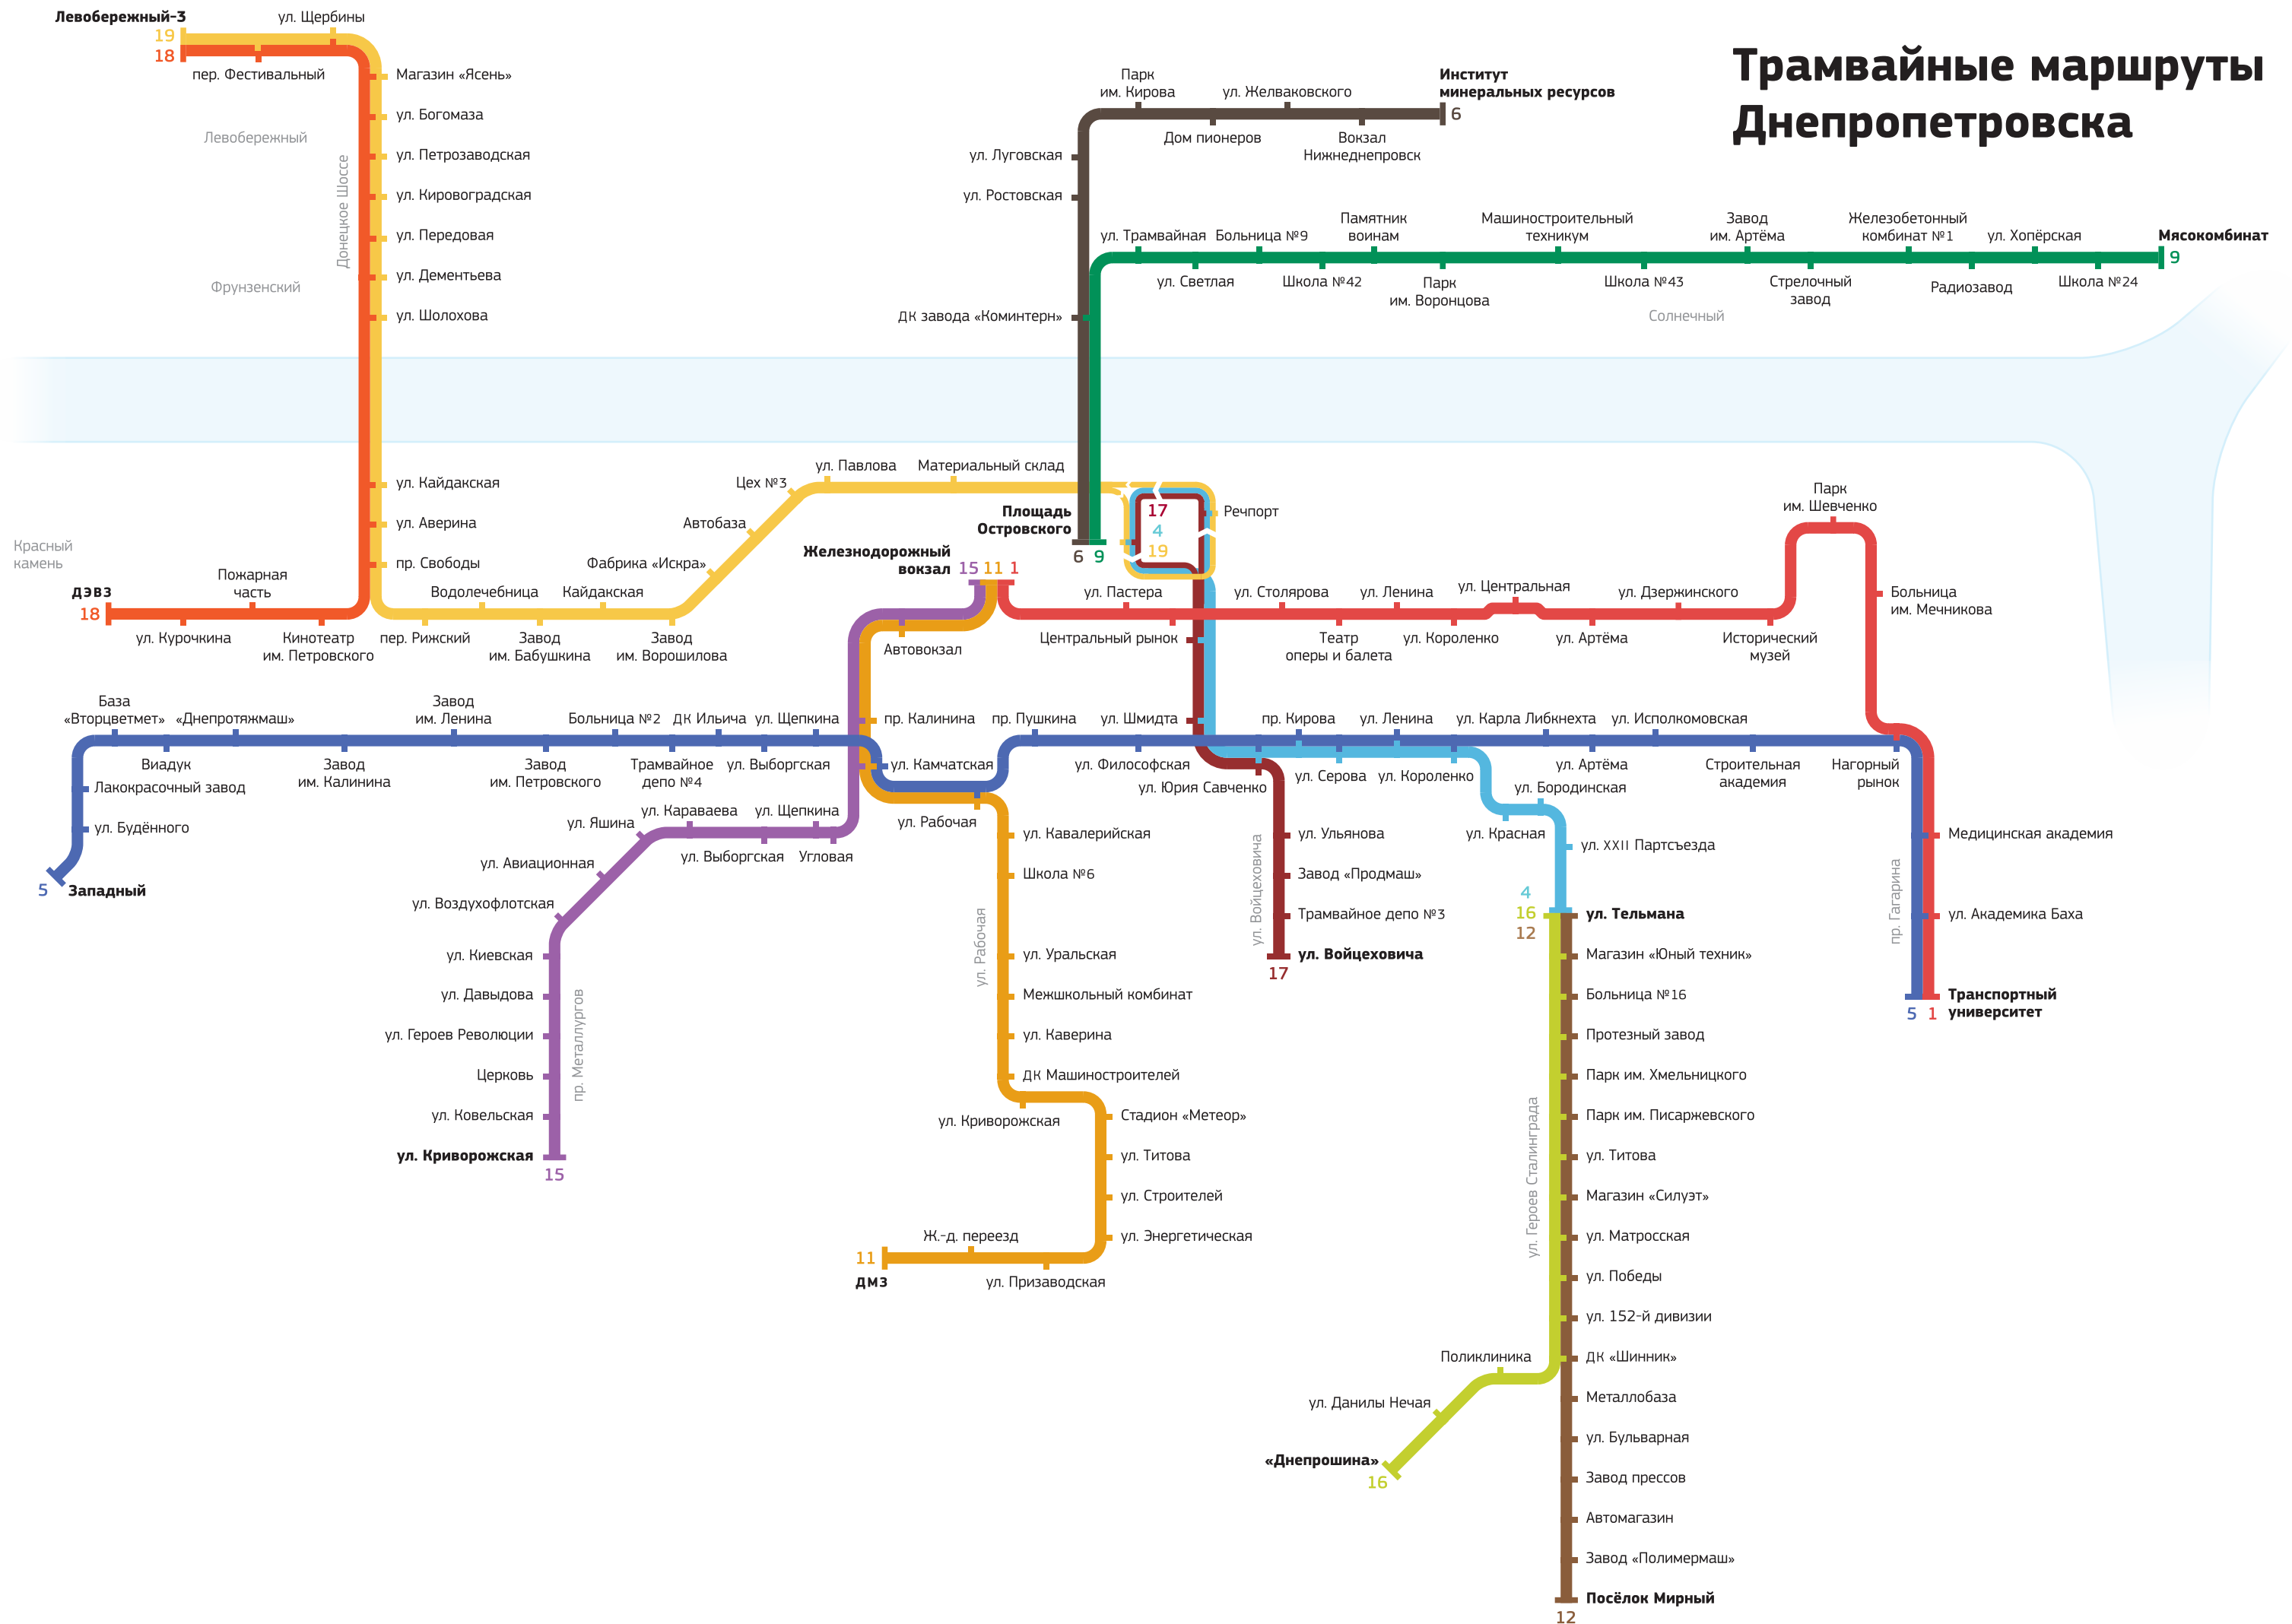 Трамвайные маршруты
Днепропетровска
Левобережный-3
19
18
ул. Щербины
пер. Фестивальный
Магазин «Ясень»
ул. Богомаза
Левобережный
Донецкое Шоссе
ул. Петрозаводская
ул. Кировоградская
ул. Передовая
ул. Дементьева
Фрунзенский
ул. Шолохова
Парк
им. Кирова
ул. Желваковского
Институт
минеральных ресурсов
6
Дом пионеров
Вокзал
Нижнеднепровск
ул. Луговская
ул. Ростовская
ул. Трамвайная
Больница №9
Памятник
воинам
Машиностроительный
техникум
Завод
им. Артёма
Железобетонный
комбинат №1
ул. Хопёрская
Мясокомбинат
9
ул. Светлая
Школа №42
Парк
им. Воронцова
Школа №43
Стрелочный
завод
Радиозавод
Школа №24
ДК завода «Коминтерн»
Солнечный
ул. Кайдакская
ул. Аверина
пр. Свободы
Красный
камень
ДЭВЗ
18
Пожарная
часть
ул. Курочкина
Кинотеатр
им. Петровского
Водолечебница
Кайдакская
пер. Рижский
Завод
им. Бабушкина
Завод
им. Ворошилова
Фабрика «Искра»
Автобаза
Цех №3
ул. Павлова
Материальный склад
Площадь
Островского
6
9
17
4
19
Речпорт
Железнодорожный
вокзал
15
11
1
ул. Пастера
ул. Столярова
ул. Ленина
ул. Центральная
ул. Дзержинского
Парк
им. Шевченко
Больница
им. Мечникова
Автовокзал
Центральный рынок
Театр
оперы и балета
ул. Короленко
ул. Артёма
Исторический
музей
База
«Вторцветмет»
«Днепротяжмаш»
Завод
им. Ленина
Больница №2
ДК Ильича
ул. Щепкина
пр. Калинина
пр. Пушкина
ул. Шмидта
пр. Кирова
ул. Ленина
ул. Карла Либкнехта
ул. Исполкомовская
Виадук
Завод
им. Калинина
Завод
им. Петровского
Трамвайное
депо №4
ул. Выборгская
ул. Камчатская
ул. Философская
ул. Юрия Савченко
ул. Серова
ул. Короленко
ул. Артёма
Строительная
академия
Нагорный
рынок
Лакокрасочный завод
ул. Будённого
5
Западный
ул. Яшина
ул. Караваева
ул. Щепкина
ул. Выборгская
Угловая
ул. Авиационная
ул. Воздухофлотская
ул. Киевская
ул. Давыдова
ул. Героев Революции
Церковь
ул. Ковельская
пр. Металлургов
ул. Криворожская
15
ул. Рабочая
ул. Кавалерийская
Школа №6
ул. Рабочая
ул. Уральская
Межшкольный комбинат
ул. Каверина
ДК Машиностроителей
ул. Криворожская
Стадион «Метеор»
ул. Титова
ул. Строителей
ул. Энергетическая
Ж.-д. переезд
ул. Призаводская
11
ДМЗ
ул. Войцеховича
ул. Ульянова
Завод «Продмаш»
Трамвайное депо №3
ул. Войцеховича
17
ул. Красная
ул. Бородинская
ул. XXII Партсъезда
4
16
12
ул. Тельмана
Магазин «Юный техник»
Больница №16
Протезный завод
Парк им. Хмельницкого
Парк им. Писаржевского
ул. Титова
Магазин «Силуэт»
ул. Матросская
ул. Победы
ул. 152-й дивизии
ДК «Шинник»
ул. Героев Сталинграда
Поликлиника
ул. Данилы Нечая
«Днепрошина»
16
Металлобаза
ул. Бульварная
Завод прессов
Автомагазин
Завод «Полимермаш»
Посёлок Мирный
12
Медицинская академия
ул. Академика Баха
пр. Гагарина
Транспортный
университет
5
1